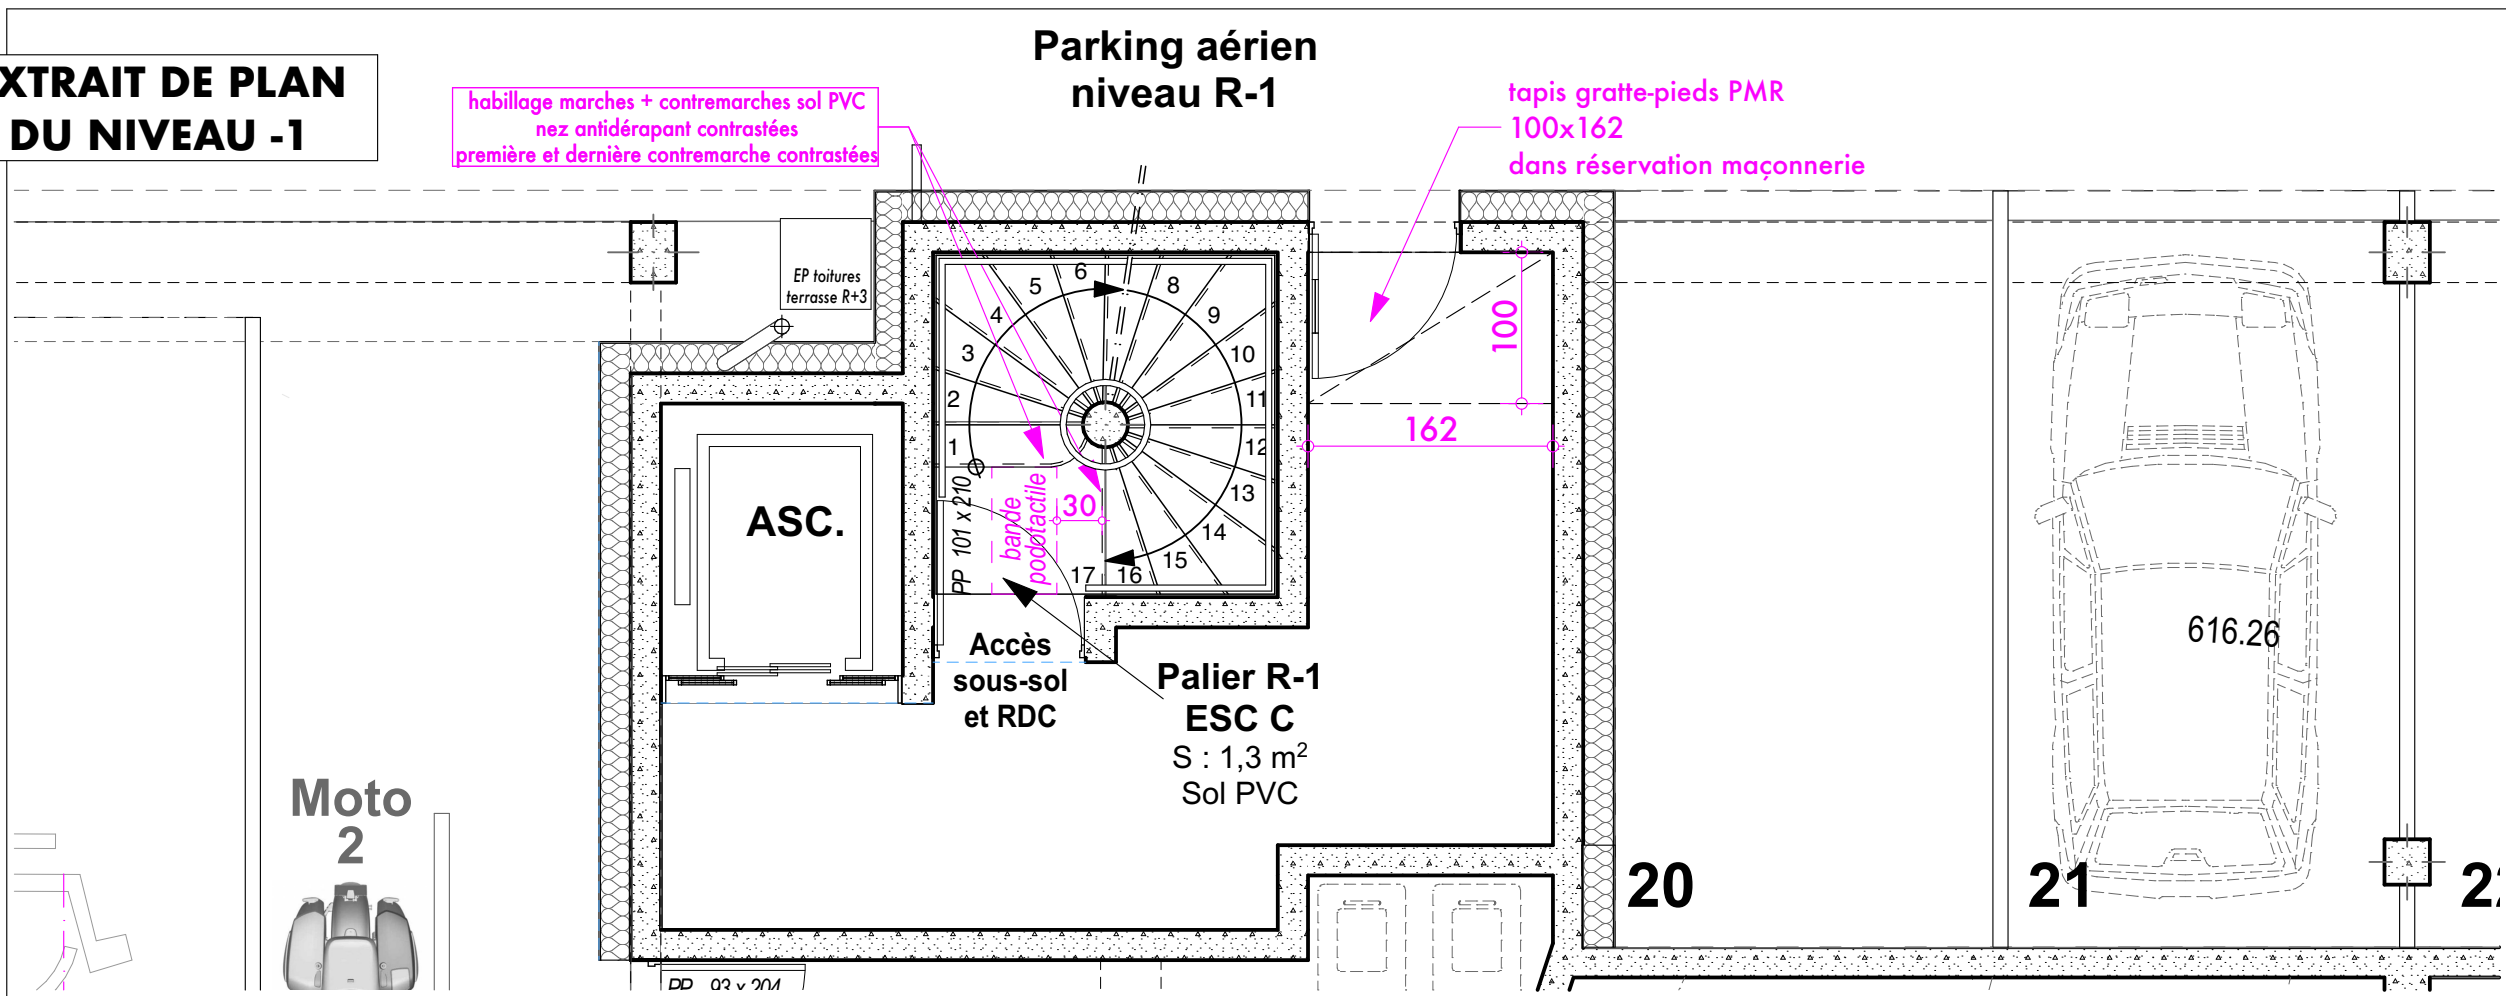 XTRAIT DE PLAN
DU NIVEAU -1
Parking aérien
niveau R-1
habillage marches + contremarches sol PVC
nez antidérapant contrastées
première et dernière contremarche contrastées
tapis gratte-pieds PMR
100x162
dans réservation maçonnerie
EP toitures
terrasse R+3
1
2
3
4
5
6
8
9
10
11
12
13
14
15
16
17
100
162
30
bande
podotactile
PP 101 x 210
ASC.
Accès
sous-sol
et RDC
Palier R-1
ESC C
S : 1,3 m²
Sol PVC
616.26
Moto
2
20
21
22
PP 93 x 204